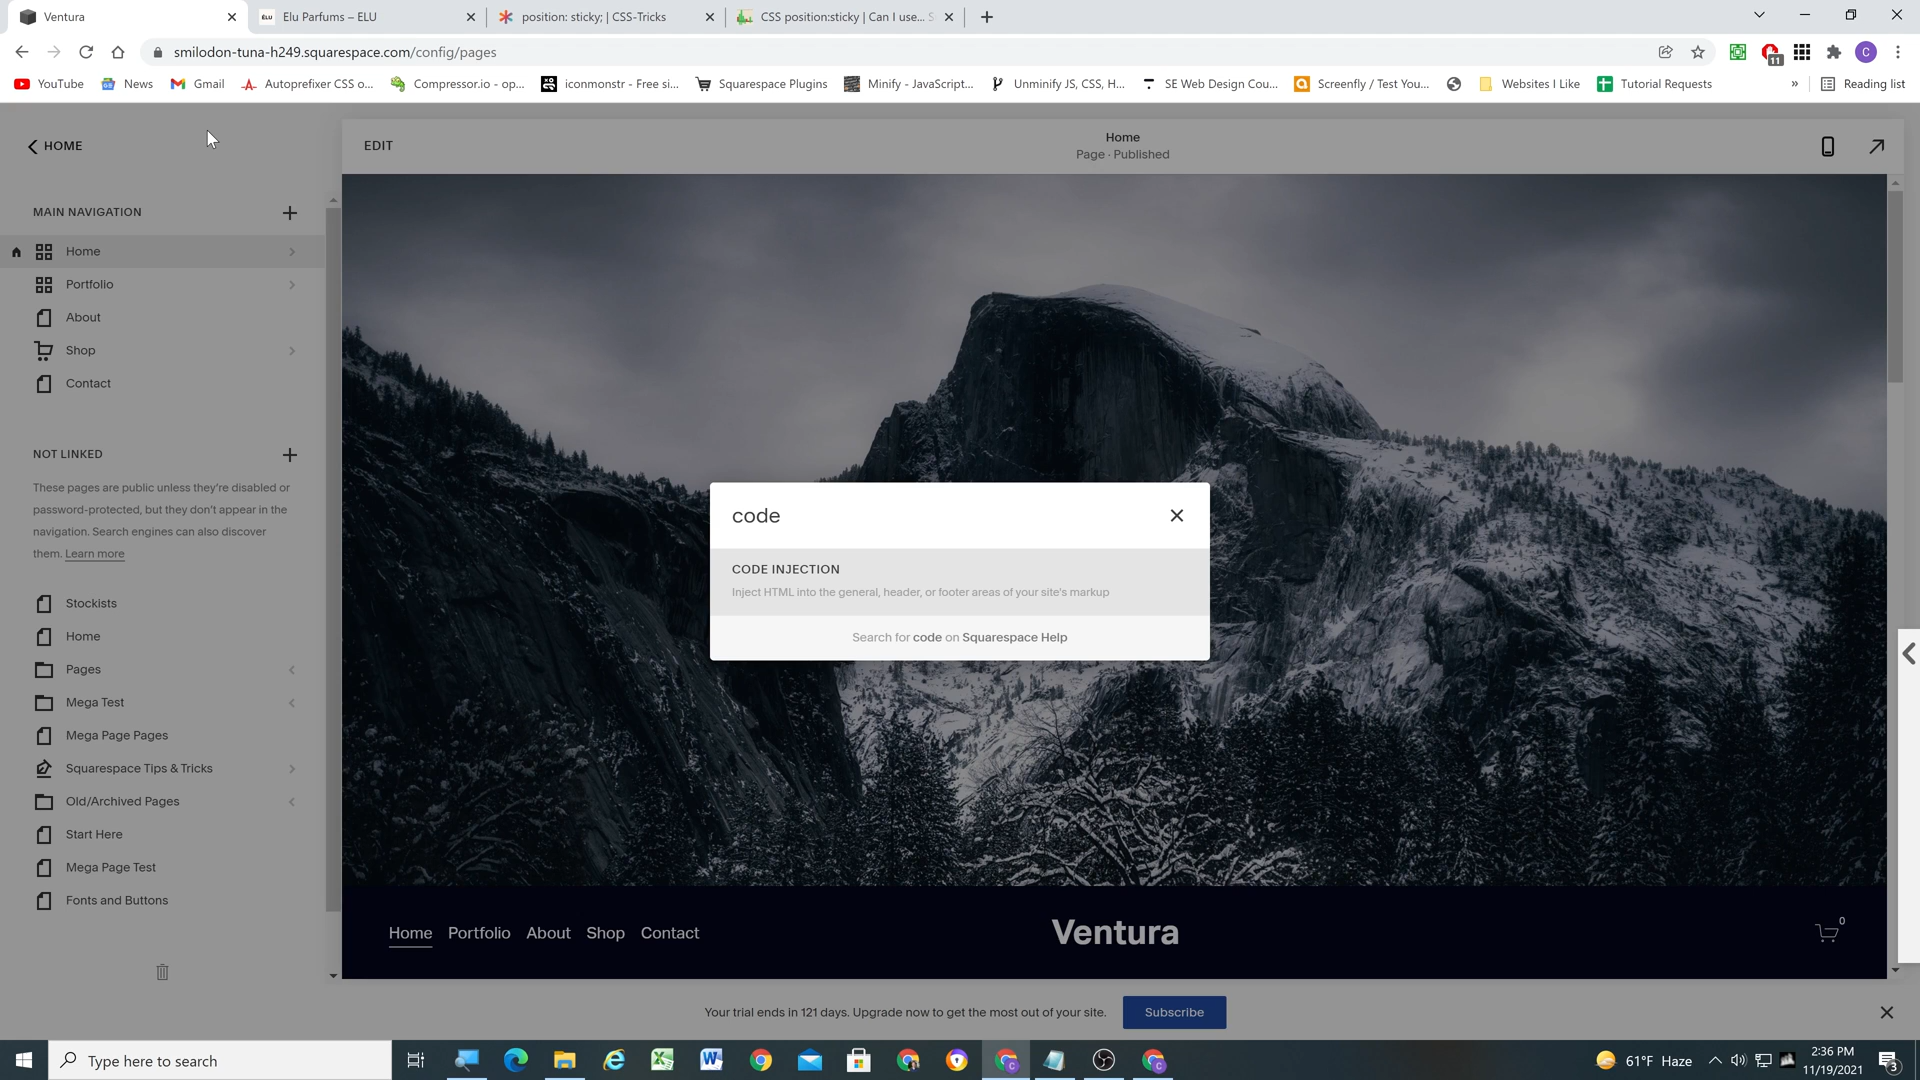 Ventura
Elu Parfums – ELU
position: sticky; | CSS-Tricks
CSS position:sticky | Can I use... S
smilodon-tuna-h249.squarespace.com/config/pages
11
C
YouTube
News
Gmail
Autoprefixer CSS o...
Compressor.io - op...
iconmonstr - Free si...
Squarespace Plugins
Minify - JavaScript...
Unminify JS, CSS, H...
SE Web Design Cou...
Screenfly / Test You...
Websites I Like
Tutorial Requests
»
Reading list
HOME
EDIT
Home
Page · Published
MAIN NAVIGATION
Home
Portfolio
About
Shop
Contact
NOT LINKED
These pages are public unless they're disabled or
password-protected, but they don't appear in the
navigation. Search engines can also discover
them. Learn more
Stockists
Home
Pages
Mega Test
Mega Page Pages
Squarespace Tips & Tricks
Old/Archived Pages
Start Here
Mega Page Test
Fonts and Buttons
code
CODE INJECTION
Inject HTML into the general, header, or footer areas of your site's markup
Search for code on Squarespace Help
Home Portfolio About Shop Contact
Ventura
0
Your trial ends in 121 days. Upgrade now to get the most out of your site.
Subscribe
Type here to search
61°F Haze
2:36 PM
11/19/2021
3